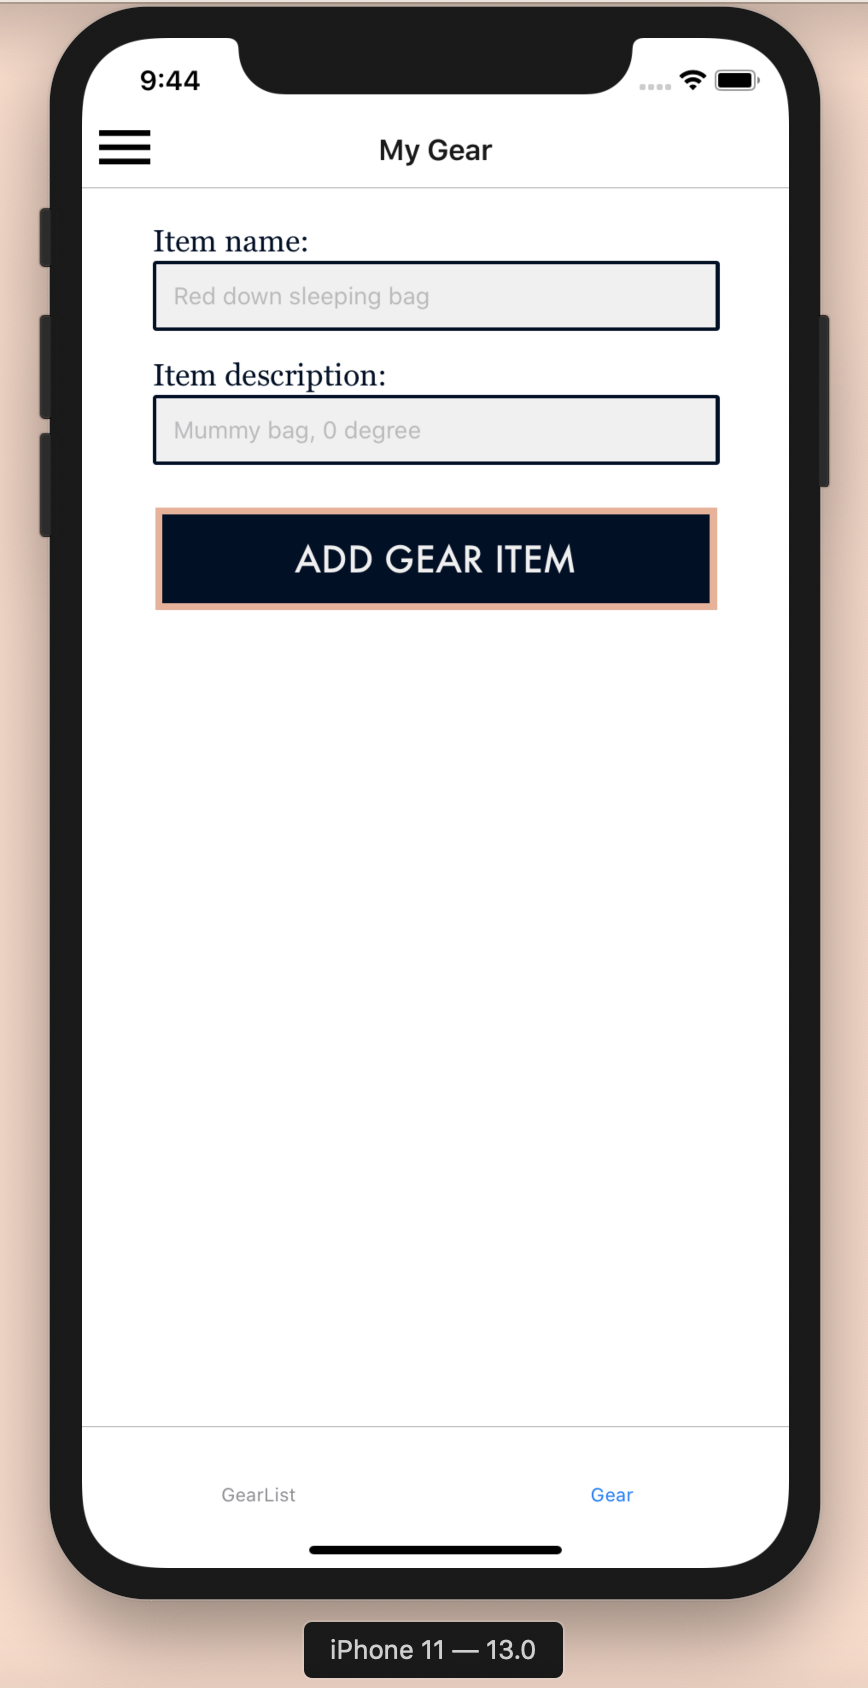 9:44
My Gear
Item name:
Red down sleeping bag
Item description:
Mummy bag, 0 degree
ADD GEAR ITEM
GearList Gear
iPhone 11 — 13.0